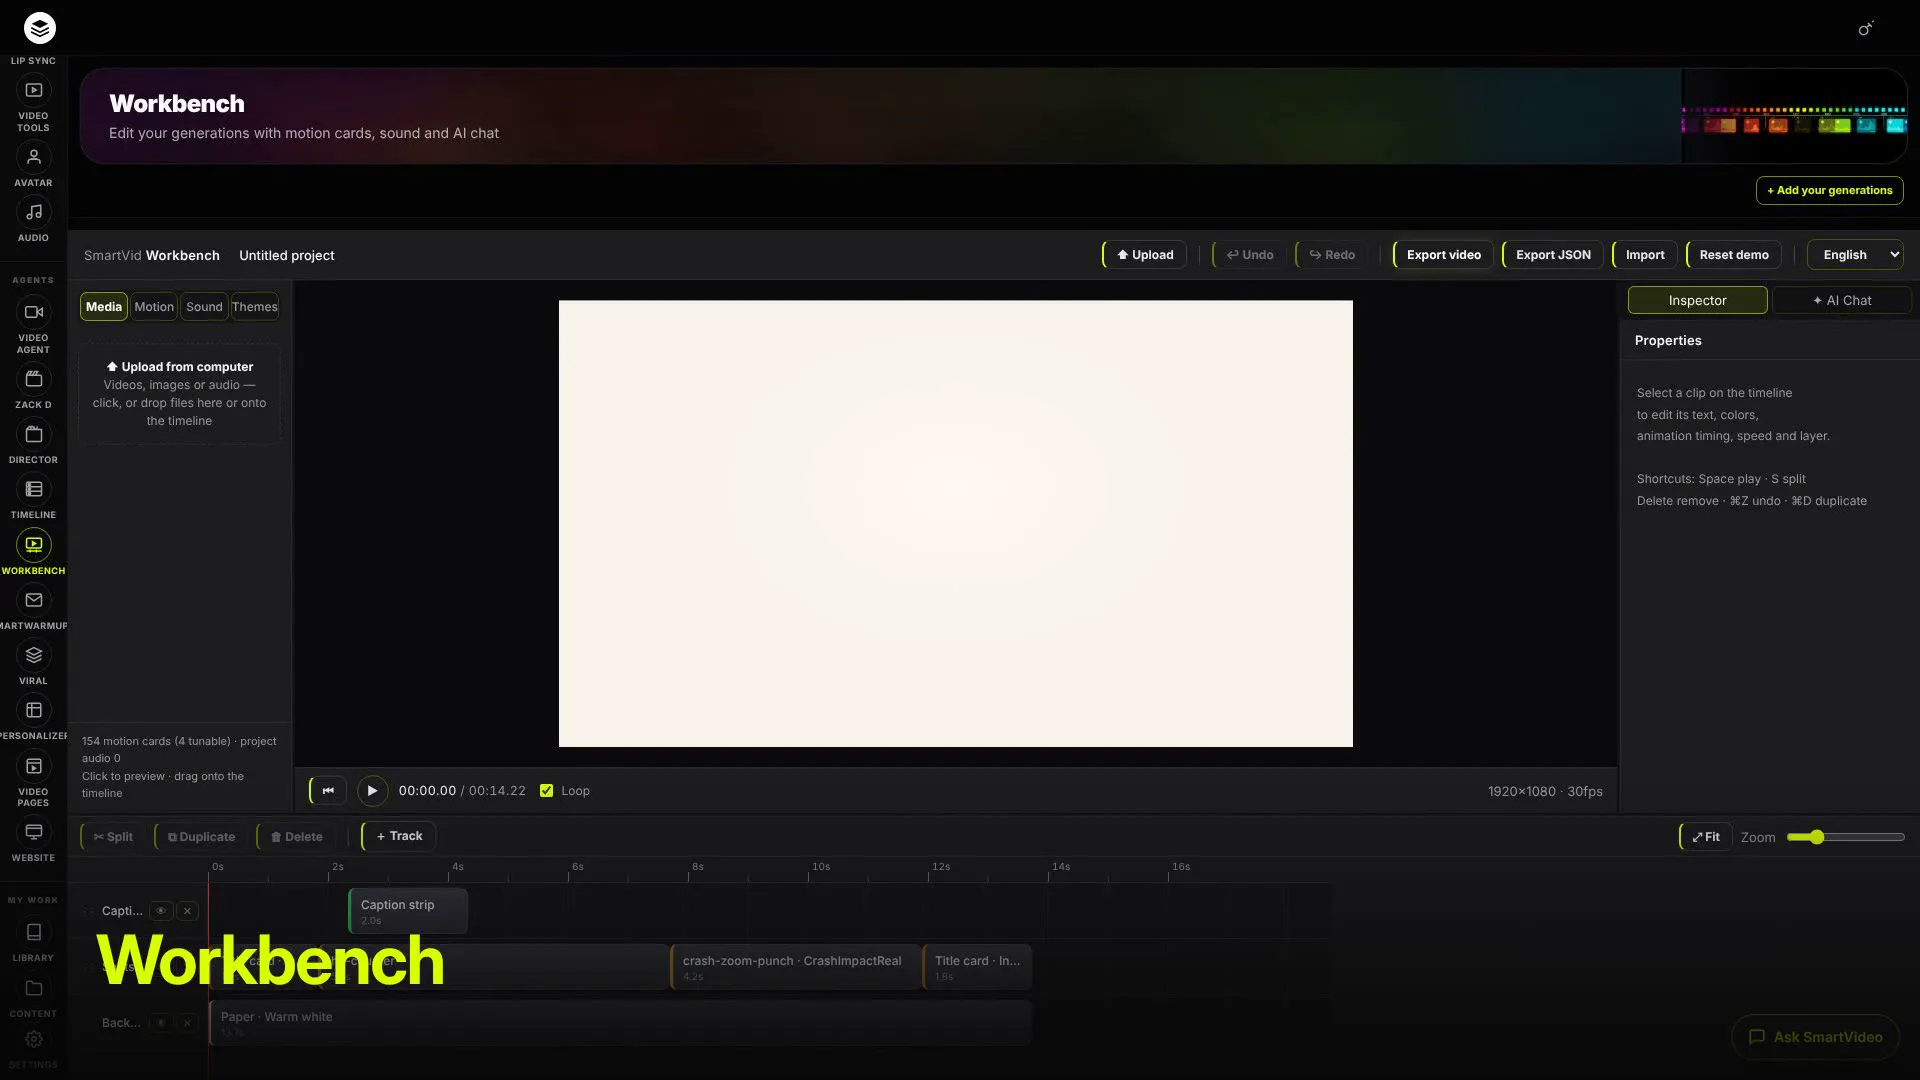 LIP SYNC
VIDEO
TOOLS
AVATAR
AUDIO
AGENTS
VIDEO
AGENT
ZACK D
DIRECTOR
TIMELINE
WORKBENCH
MARTWARMUP
VIRAL
PERSONALIZER
VIDEO
PAGES
WEBSITE
MY WORK
LIBRARY
CONTENT
SETTINGS
Workbench
Edit your generations with motion cards, sound and AI chat
+ Add your generations
SmartVid Workbench Untitled project
Upload Undo Redo Export video Export JSON Import Reset demo English
Media Motion Sound Themes
Upload from computer
Videos, images or audio —
click, or drop files here or onto
the timeline
154 motion cards (4 tunable) · project
audio 0
Click to preview · drag onto the
timeline
Inspector AI Chat
Properties
Select a clip on the timeline
to edit its text, colors,
animation timing, speed and layer.
Shortcuts: Space play · S split
Delete remove · ⌘Z undo · ⌘D duplicate
00:00.00 / 00:14.22 Loop
1920×1080 · 30fps
Split Duplicate Delete + Track
Fit Zoom
0s 2s 4s 6s 8s 10s 12s 14s 16s
Capti...
Caption strip
2.0s
crash-zoom-punch · CrashImpactReal
4.2s
Title card · In...
1.8s
Workbench
Back...
Paper · Warm white
Ask SmartVideo